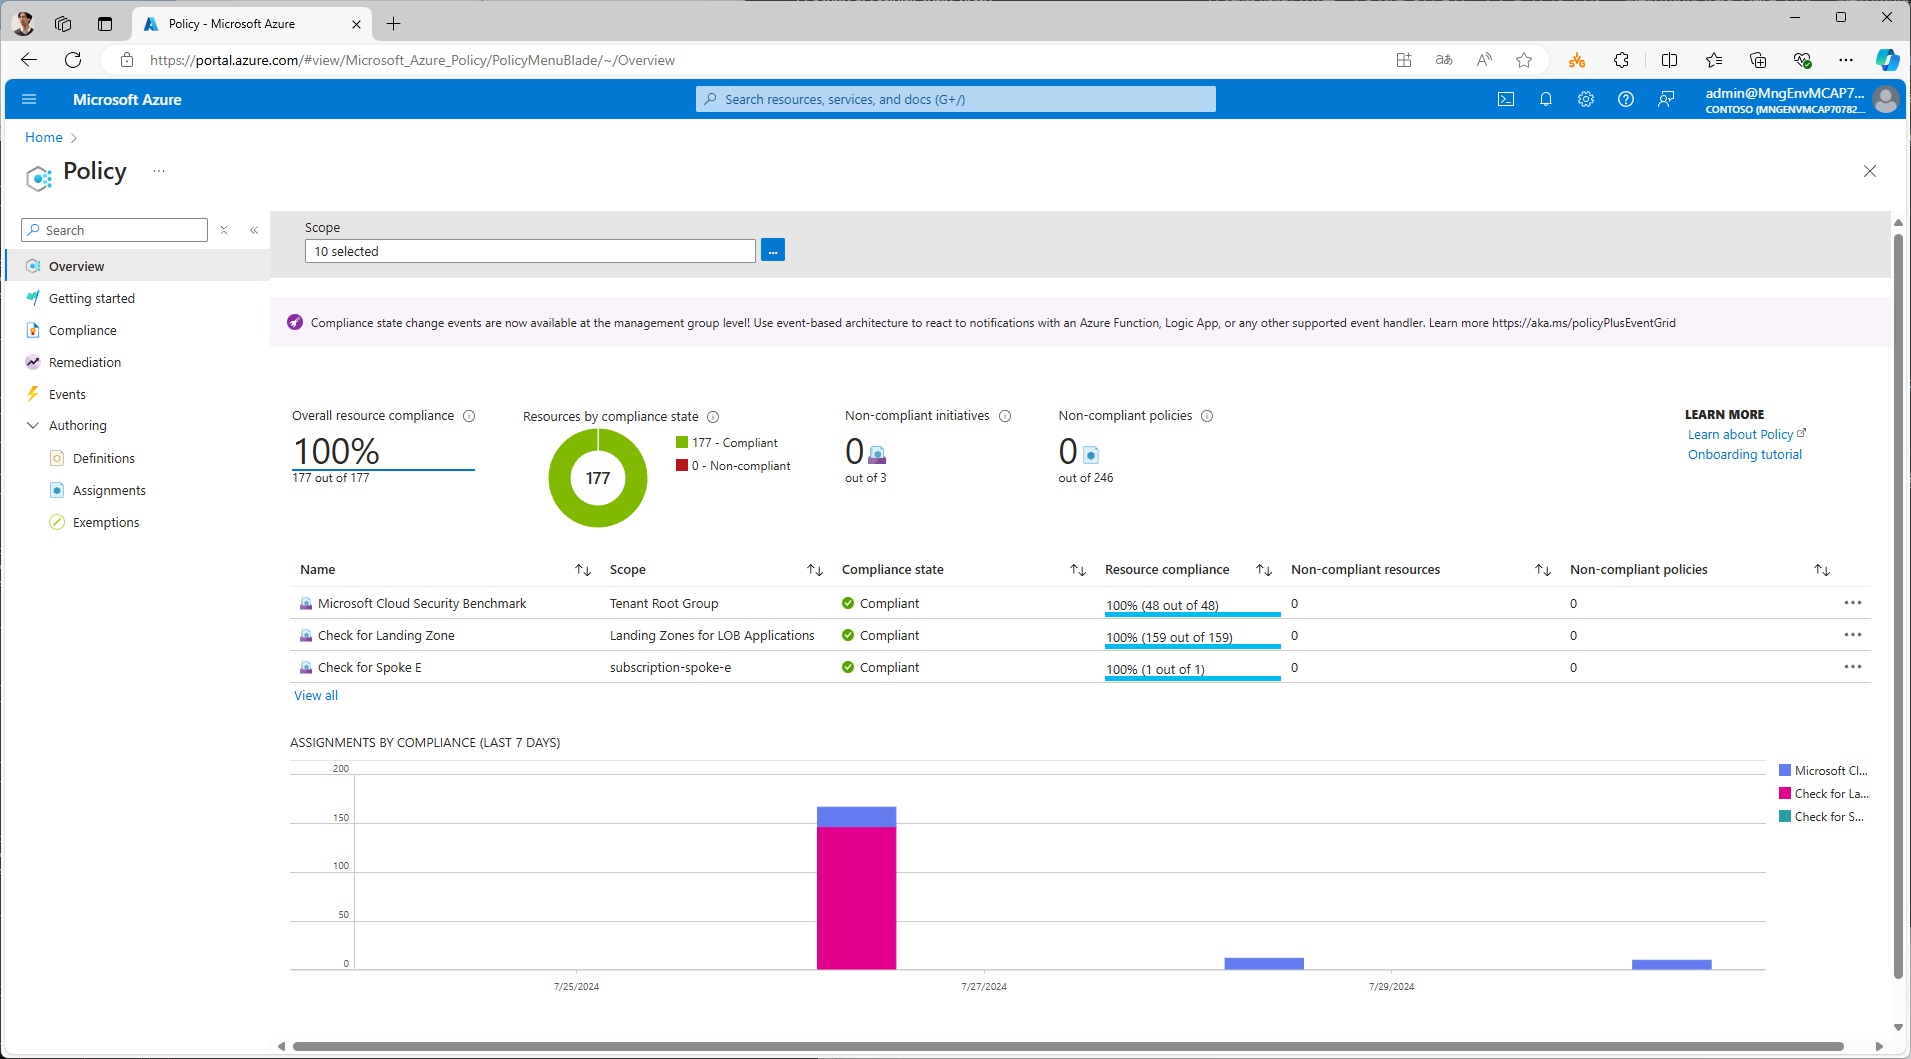 Policy - Microsoft Azure
https://portal.azure.com/#view/Microsoft_Azure_Policy/PolicyMenuBlade/~/Overview
Microsoft Azure
Search resources, services, and docs (G+/)
admin@MngEnvMCAP7...
CONTOSO (MNGENVMCAP70782...
Home
Policy
Search
Overview
Getting started
Compliance
Remediation
Events
Authoring
Definitions
Assignments
Exemptions
Scope
10 selected
...
Compliance state change events are now available at the management group level! Use event-based architecture to react to notifications with an Azure Function, Logic App, or any other supported event handler. Learn more https://aka.ms/policyPlusEventGrid
Overall resource compliance
100%
177 out of 177
Resources by compliance state
177
177 - Compliant
0 - Non-compliant
Non-compliant initiatives
0
out of 3
Non-compliant policies
0
out of 246
LEARN MORE
Learn about Policy
Onboarding tutorial
Name Scope Compliance state Resource compliance Non-compliant resources Non-compliant policies
Microsoft Cloud Security Benchmark Tenant Root Group Compliant 100% (48 out of 48) 0 0
Check for Landing Zone Landing Zones for LOB Applications Compliant 100% (159 out of 159) 0 0
Check for Spoke E subscription-spoke-e Compliant 100% (1 out of 1) 0 0
View all
ASSIGNMENTS BY COMPLIANCE (LAST 7 DAYS)
200
150
100
50
0
7/25/2024 7/27/2024 7/29/2024
Microsoft Cl...
Check for La...
Check for S...